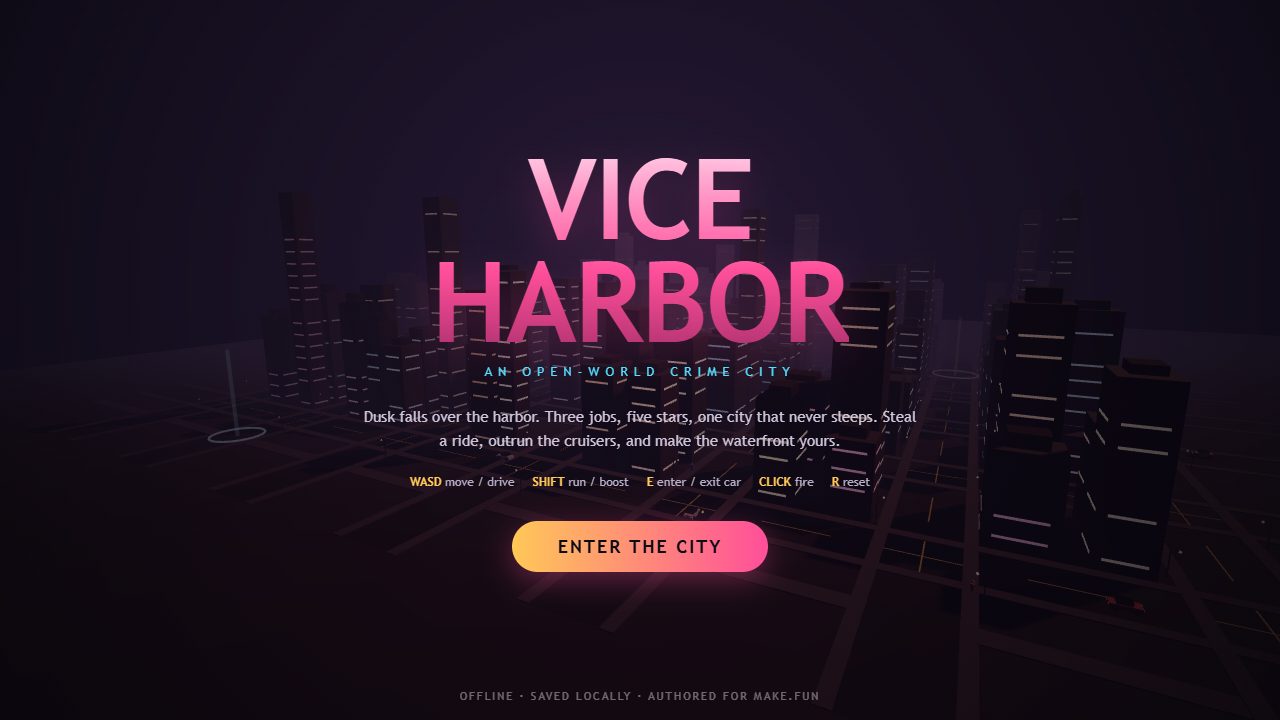 VICE
HARBOR
AN OPEN-WORLD CRIME CITY
Dusk falls over the harbor. Three jobs, five stars, one city that never sleeps. Steal
a ride, outrun the cruisers, and make the waterfront yours.
WASD move / drive SHIFT run / boost E enter / exit car CLICK fire R reset
ENTER THE CITY
OFFLINE · SAVED LOCALLY · AUTHORED FOR MAKE.FUN